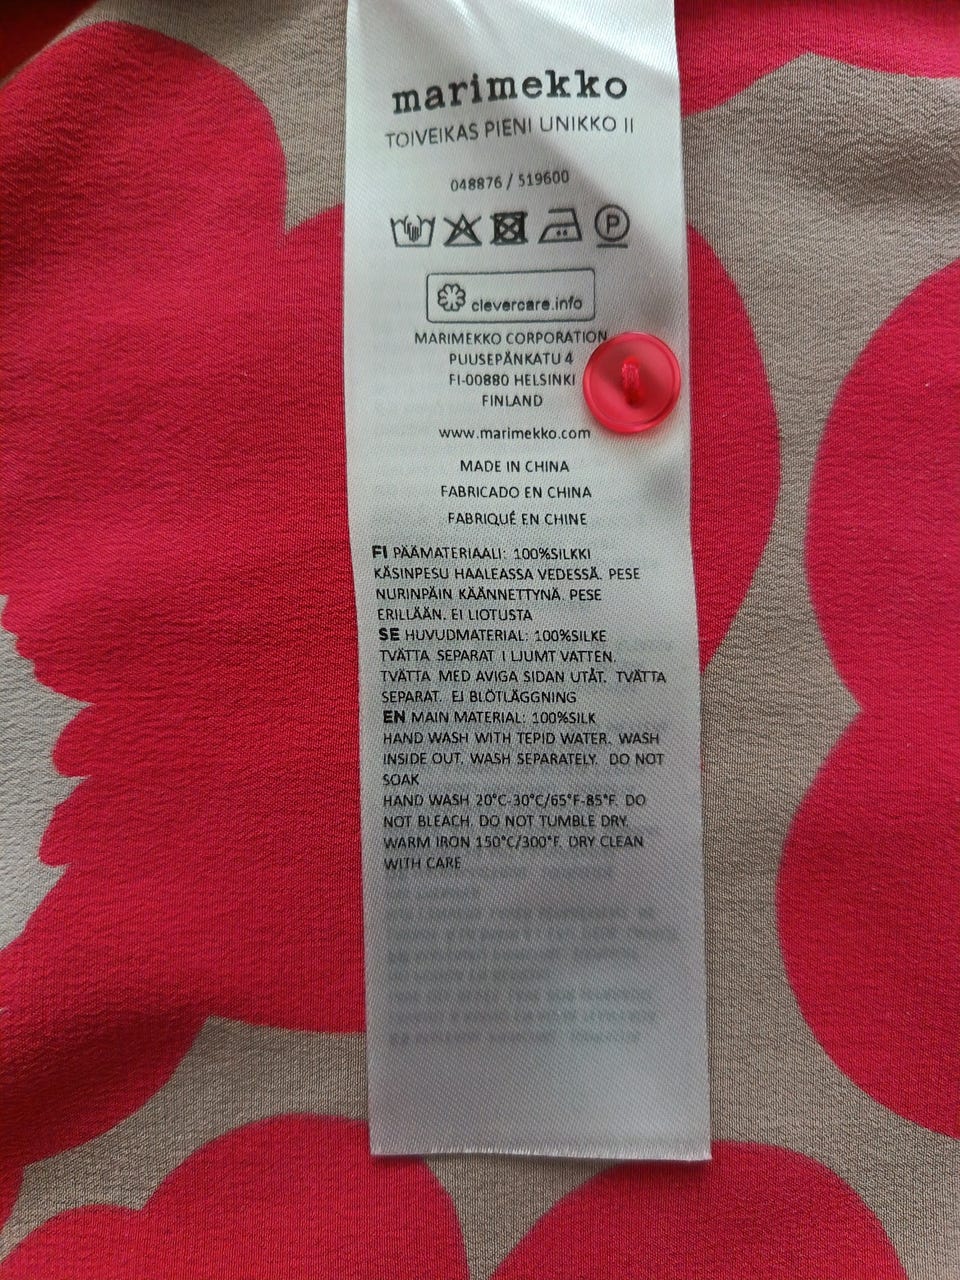 marimekko
TOIVEIKAS PIENI UNIKKO II
048876 / 519600
P
clevercare.info
MARIMEKKO CORPORATION
PUUSEPÄNKATU 4
FI-00880 HELSINKI
FINLAND
www.marimekko.com
MADE IN CHINA
FABRICADO EN CHINA
FABRIQUÉ EN CHINE
FI PÄÄMATERIAALI: 100%SILKKI
KÄSINPESU HAALEASSA VEDESSÄ. PESE
NURINPÄIN KÄÄNNETTYNÄ. PESE
ERILLÄÄN. EI LIOTUSTA
SE HUVUDMATERIAL: 100%SILKE
TVÄTTA SEPARAT I LJUMT VATTEN.
TVÄTTA MED AVIGA SIDAN UTÅT. TVÄTTA
SEPARAT. EJ BLÖTLÄGGNING
EN MAIN MATERIAL: 100%SILK
HAND WASH WITH TEPID WATER. WASH
INSIDE OUT. WASH SEPARATELY. DO NOT
SOAK
HAND WASH 20°C-30°C/65°F-85°F. DO
NOT BLEACH. DO NOT TUMBLE DRY.
WARM IRON 150°C/300°F. DRY CLEAN
WITH CARE